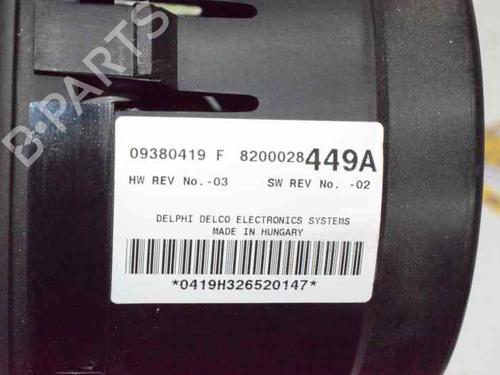 B-PARTS
09380419 F 8200028449A
HW REV No.-03 SW REV No. -02
DELPHI DELCO ELECTRONICS SYSTEMS
MADE IN HUNGARY
*0419H326520147*